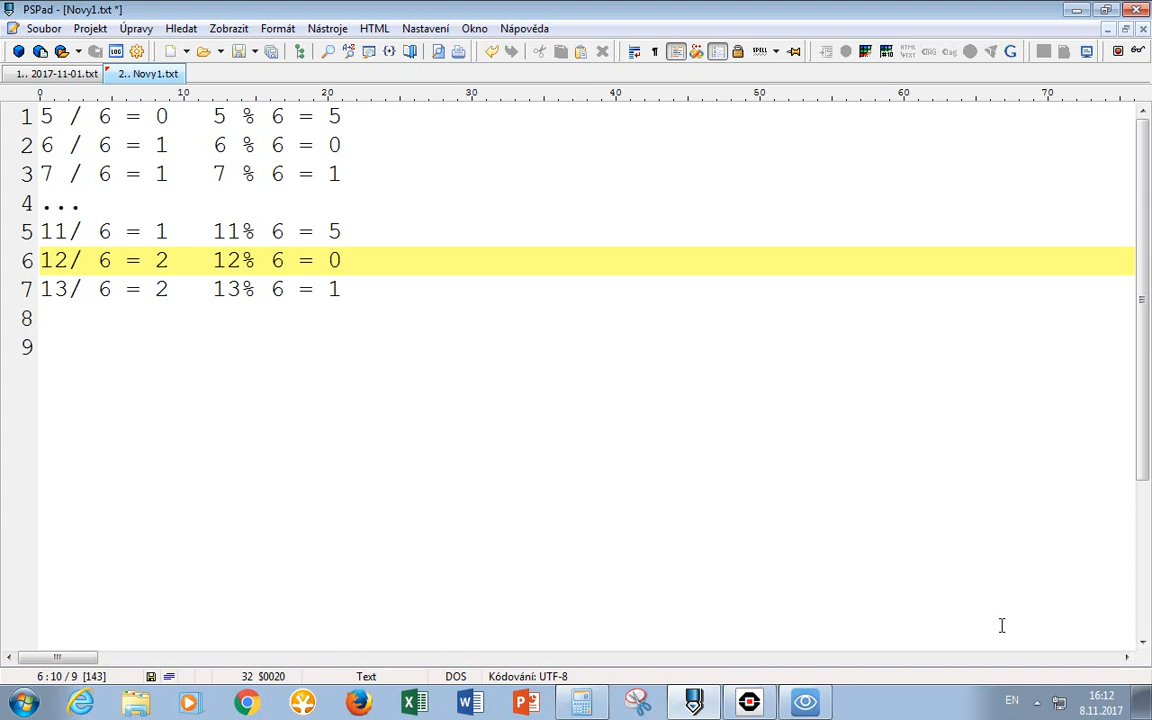 PSPad - [Novy1.txt *]
Soubor Projekt Úpravy Hledat Zobrazit Formát Nástroje HTML Nastavení Okno Nápověda
1.. 2017-11-01.txt 2.. Novy1.txt
0 10 20 30 40 50 60 70
1 5 / 6 = 0 5 % 6 = 5
2 6 / 6 = 1 6 % 6 = 0
3 7 / 6 = 1 7 % 6 = 1
4 ...
5 11/ 6 = 1 11% 6 = 5
6 12/ 6 = 2 12% 6 = 0
7 13/ 6 = 2 13% 6 = 1
8
9
6 : 10 / 9 [143] 32 $0020 Text DOS Kódování: UTF-8
EN 16:12
8.11.2017